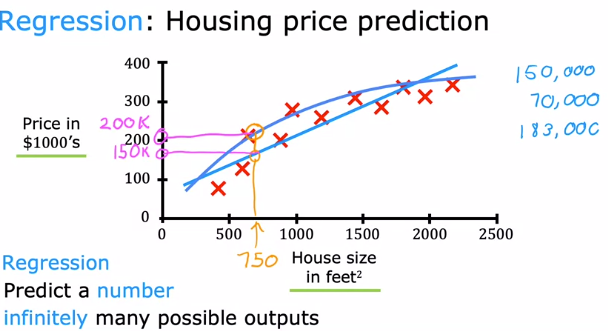 Regression: Housing price prediction
400
300
200
100
0
Price in
$1000's
200K
150K
0
500
1000
1500
2000
2500
750
House size
in feet²
150,000
70,000
183,000
Regression
Predict a number
infinitely many possible outputs